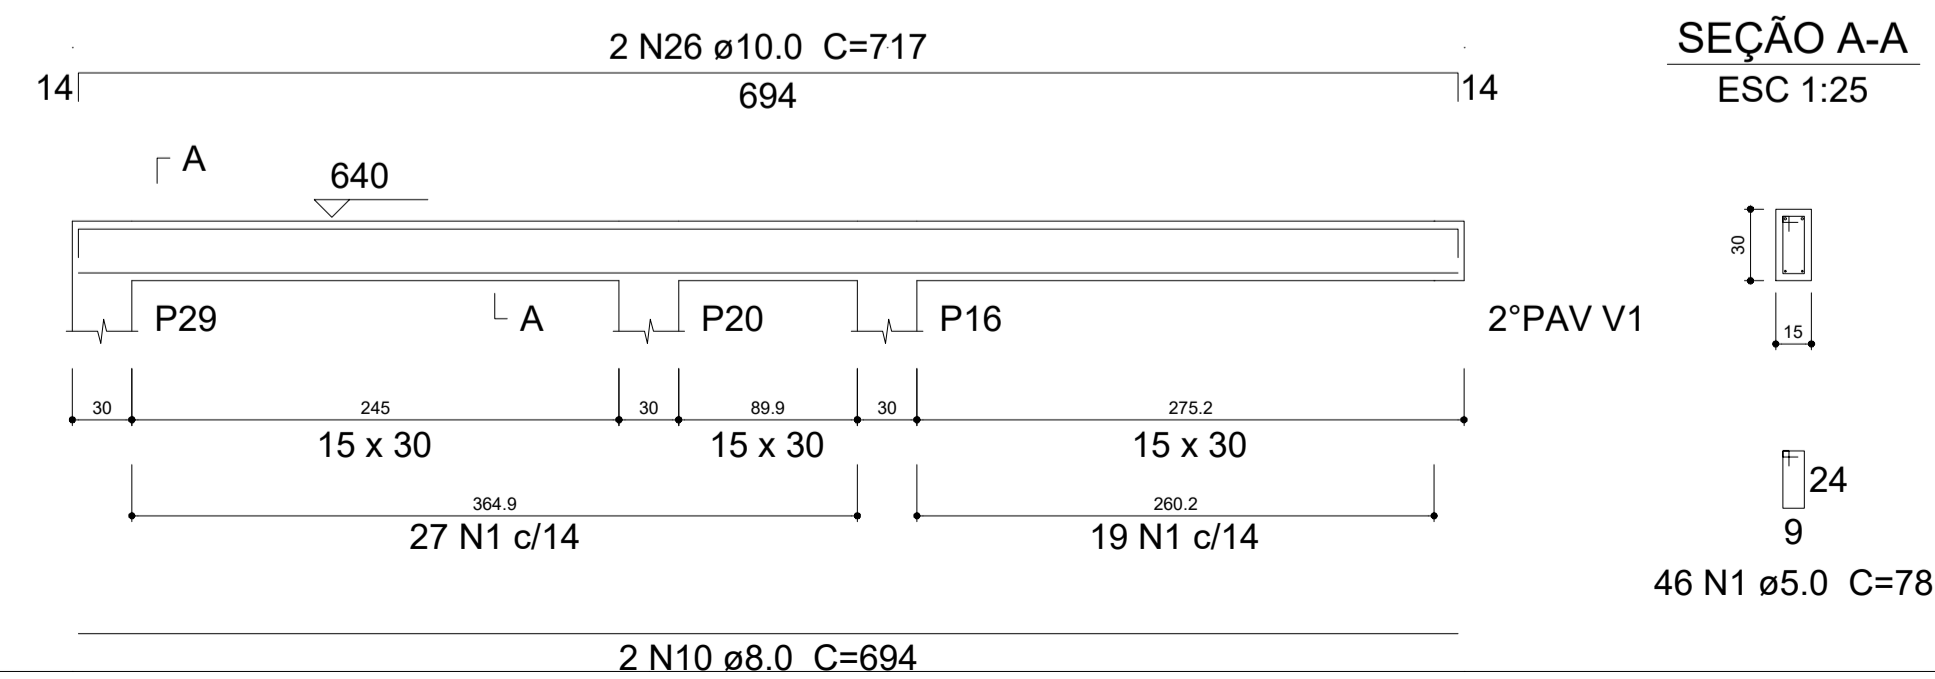 2 N26 ø10.0 C=717
14 694 14
SEÇÃO A-A
ESC 1:25
A
640
P29 A P20 P16 2°PAV V1
30 245 30 89.9 30 275.2
15 x 30 15 x 30 15 x 30
364.9 260.2
27 N1 c/14 19 N1 c/14
2 N10 ø8.0 C=694
30
15
24
9
46 N1 ø5.0 C=78